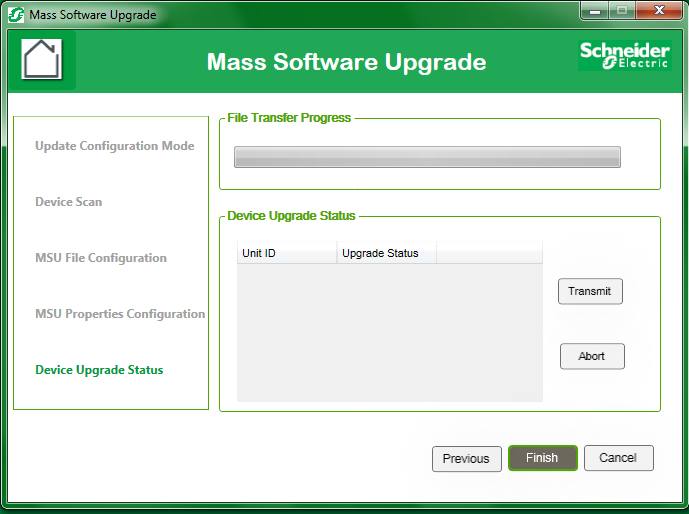 Mass Software Upgrade
Mass Software Upgrade
Schneider
Electric
Update Configuration Mode
Device Scan
MSU File Configuration
MSU Properties Configuration
Device Upgrade Status
File Transfer Progress
Device Upgrade Status
Unit ID Upgrade Status
Transmit
Abort
Previous Finish Cancel